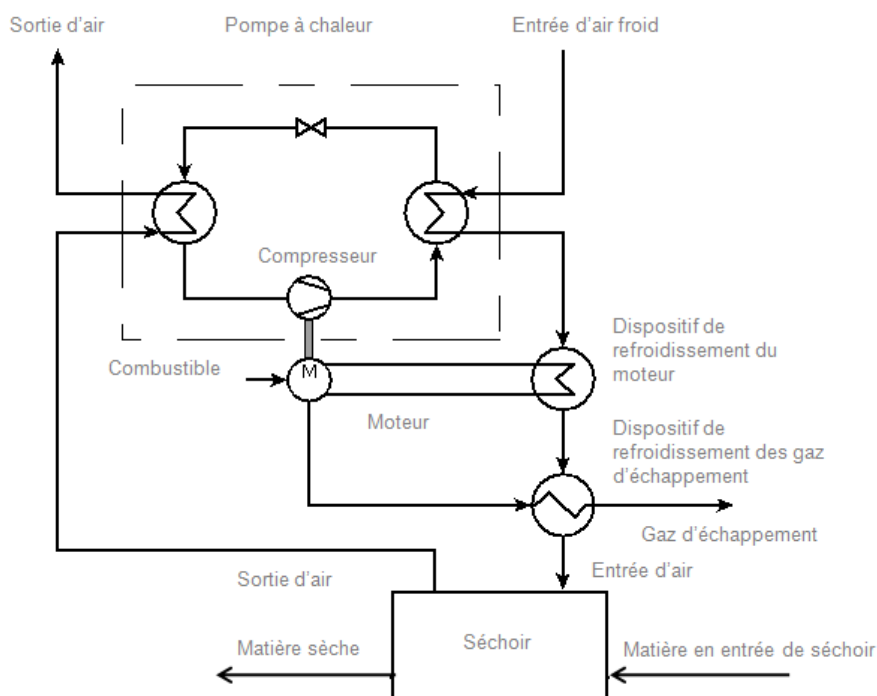 Sortie d'air
Pompe à chaleur
Entrée d'air froid
Compresseur
Dispositif de
refroidissement du
moteur
Combustible
M
Moteur
Dispositif de
refroidissement des gaz
d'échappement
Gaz d'échappement
Sortie d'air
Entrée d'air
Matière sèche
Séchoir
Matière en entrée de séchoir